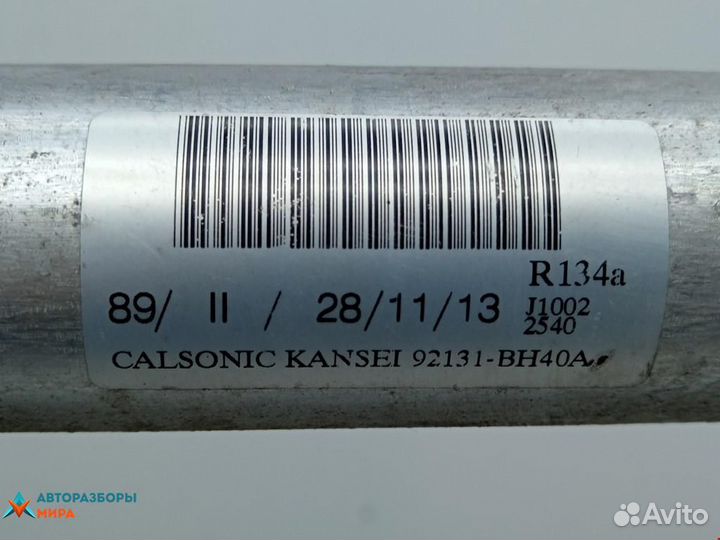 R134a
89/ II / 28/11/13 J1002
2540
CALSONIC KANSEI 92131-BH40A
АВТОРАЗБОРЫ
МИРА
Avito